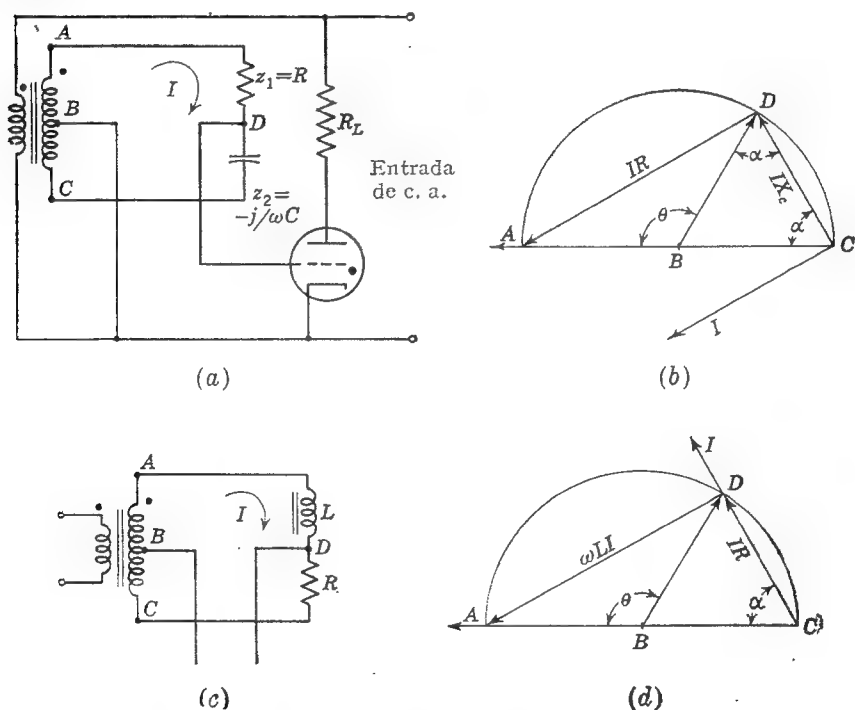 A
I
z₁=R
B
D
R_L
C
z₂=
-j/ωC
Entrada
de c. a.
(a)
D
IR
α
IX_c
θ
α
A
B
C
I
(b)
A
I
L
B
D
R
C
(c)
I
D
ωLI
IR
θ
α
A
B
C
(d)